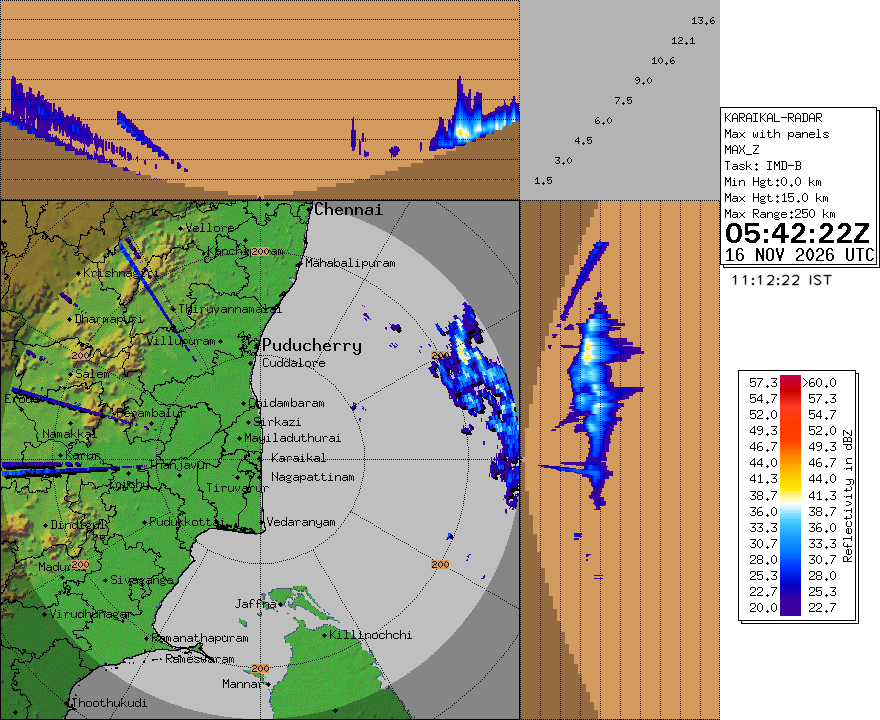 13.6
12.1
10.6
9.0
7.5
6.0
4.5
3.0
1.5
KARAIKAL-RADAR
Max with panels
MAX_Z
Task: IMD-B
Min Hgt:0.0 km
Max Hgt:15.0 km
Max Range:250 km
05:42:22Z
16 NOV 2026 UTC
11:12:22 IST
Chennai
Vellore
200
Mahabalipuram
Krishnagiri
Thiruvannamalai
Dharmapuri
Villupuram
Puducherry
200
200
Cuddalore
Salem
Chidambaram
Perambalur
Sirkazi
Namakkal
Mayiladuthurai
Karur
Karaikal
Thanjavur
Nagapattinam
Tiruvarur
Dindigul
Pudukkottai
Vedaranyam
200
200
Sivaganga
Jaffna
Virudhunagar
Ramanathapuram
Killinochchi
Rameswaram
200
Mannar
Thoothukudi
57.3 >60.0
54.7 57.3
52.0 54.7
49.3 52.0
46.7 49.3
44.0 46.7
41.3 44.0
38.7 41.3
36.0 38.7
33.3 36.0
30.7 33.3
28.0 30.7
25.3 28.0
22.7 25.3
20.0 22.7
Reflectivity in dBZ